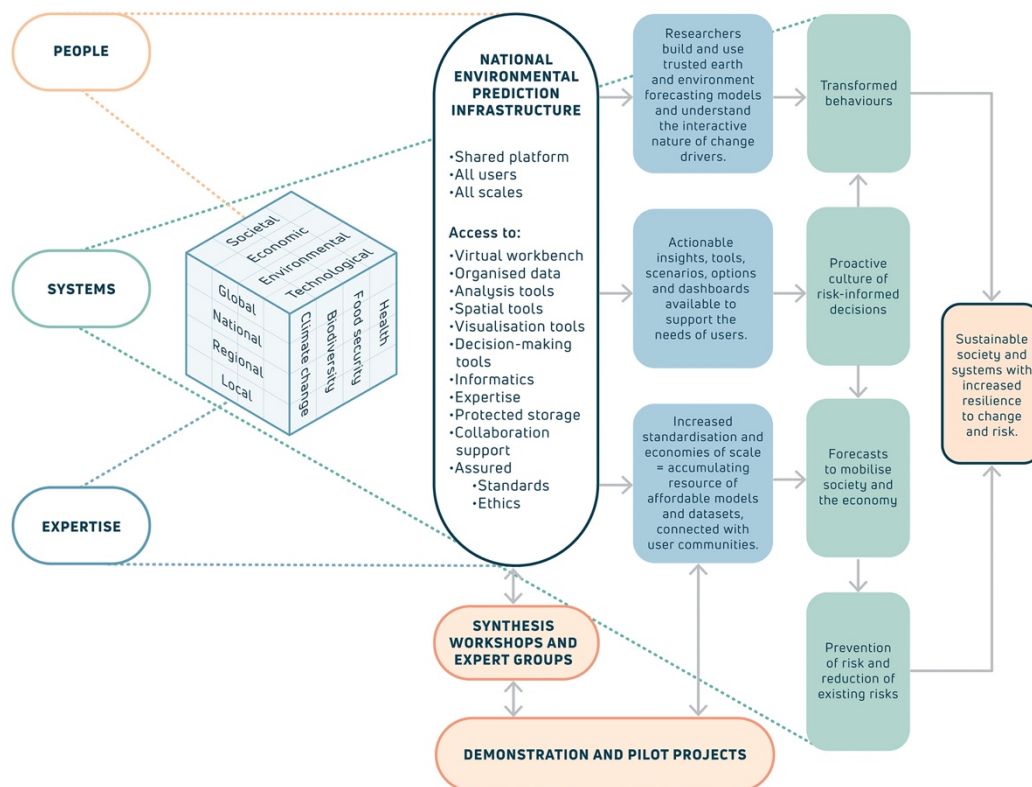 PEOPLE
SYSTEMS
EXPERTISE
Societal
Economic
Environmental
Technological
Global
National
Regional
Local
Climate change
Biodiversity
Food security
Health
NATIONAL
ENVIRONMENTAL
PREDICTION
INFRASTRUCTURE
•Shared platform
•All users
•All scales
Access to:
•Virtual workbench
•Organised data
•Analysis tools
•Spatial tools
•Visualisation tools
•Decision-making
tools
•Informatics
•Expertise
•Protected storage
•Collaboration
support
•Assured
•Standards
•Ethics
SYNTHESIS
WORKSHOPS AND
EXPERT GROUPS
DEMONSTRATION AND PILOT PROJECTS
Researchers
build and use
trusted earth
and environment
forecasting models
and understand
the interactive
nature of change
drivers.
Actionable
insights, tools,
scenarios, options
and dashboards
available to
support the
needs of users.
Increased
standardisation and
economies of scale
= accumulating
resource of
affordable models
and datasets,
connected with
user communities.
Transformed
behaviours
Proactive
culture of
risk-informed
decisions
Forecasts
to mobilise
society and
the economy
Prevention
of risk and
reduction of
existing risks
Sustainable
society and
systems with
increased
resilience
to change
and risk.